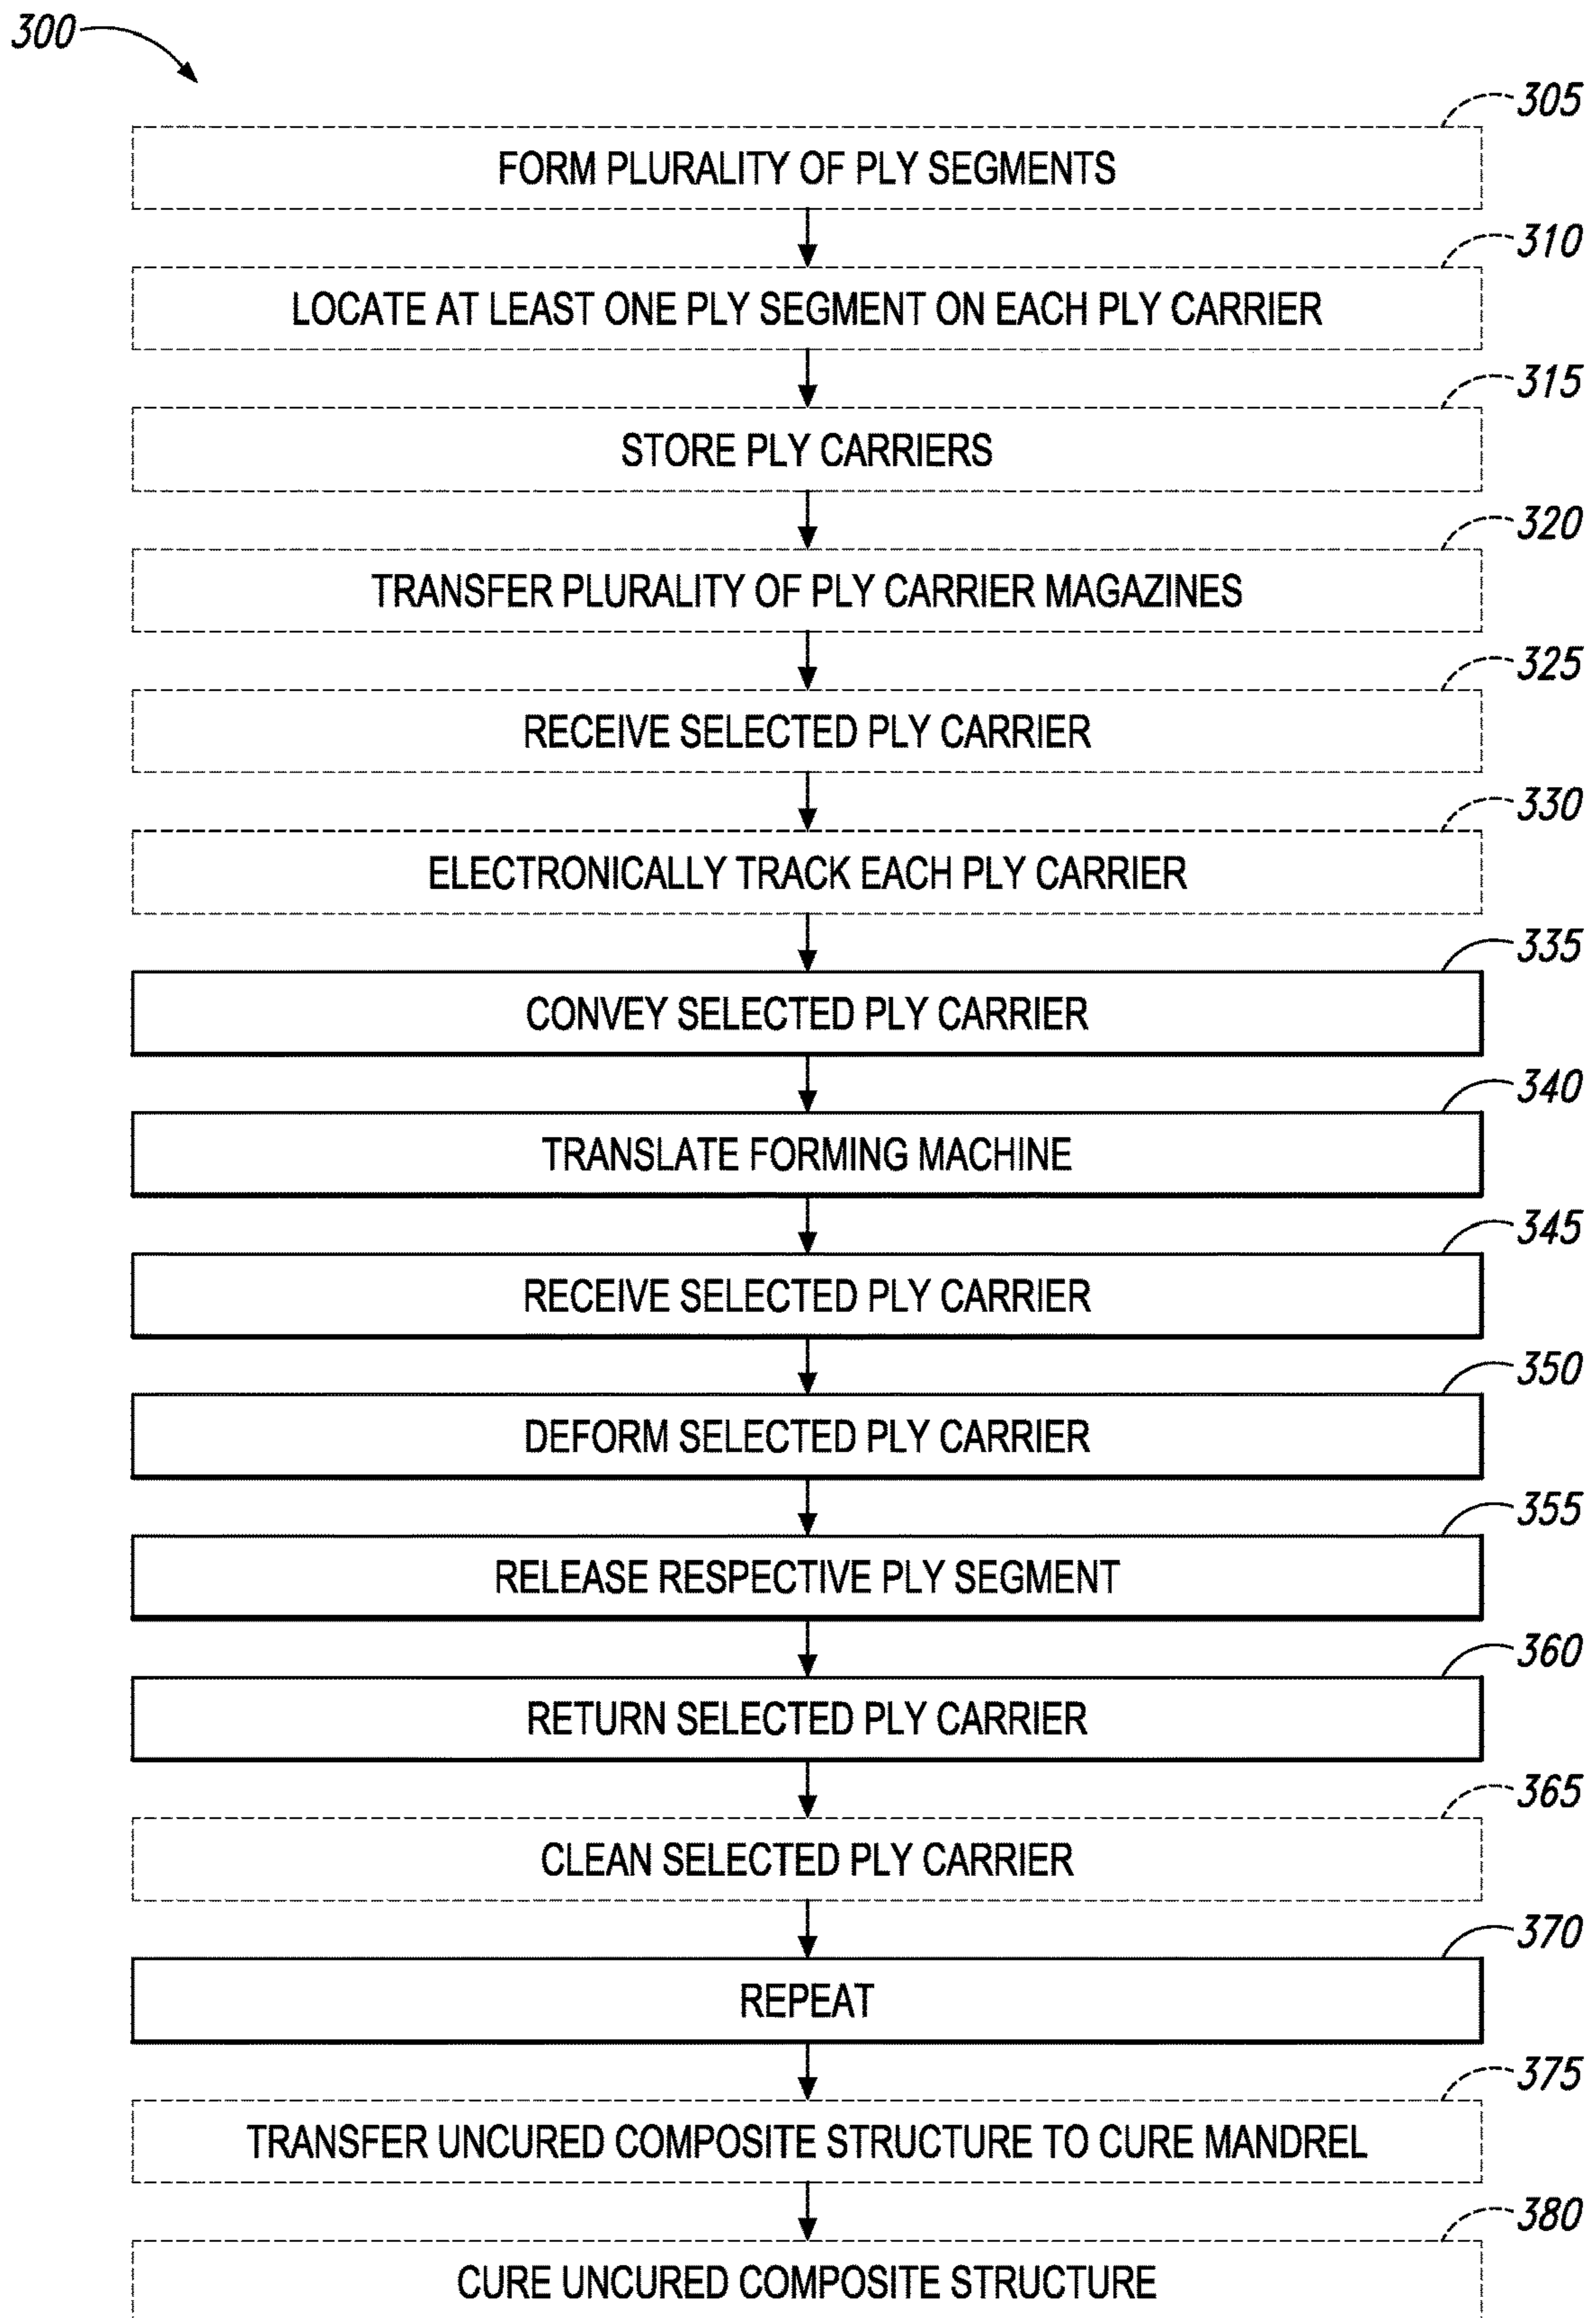 300
305
FORM PLURALITY OF PLY SEGMENTS
310
LOCATE AT LEAST ONE PLY SEGMENT ON EACH PLY CARRIER
315
STORE PLY CARRIERS
320
TRANSFER PLURALITY OF PLY CARRIER MAGAZINES
325
RECEIVE SELECTED PLY CARRIER
330
ELECTRONICALLY TRACK EACH PLY CARRIER
335
CONVEY SELECTED PLY CARRIER
340
TRANSLATE FORMING MACHINE
345
RECEIVE SELECTED PLY CARRIER
350
DEFORM SELECTED PLY CARRIER
355
RELEASE RESPECTIVE PLY SEGMENT
360
RETURN SELECTED PLY CARRIER
365
CLEAN SELECTED PLY CARRIER
370
REPEAT
375
TRANSFER UNCURED COMPOSITE STRUCTURE TO CURE MANDREL
380
CURE UNCURED COMPOSITE STRUCTURE